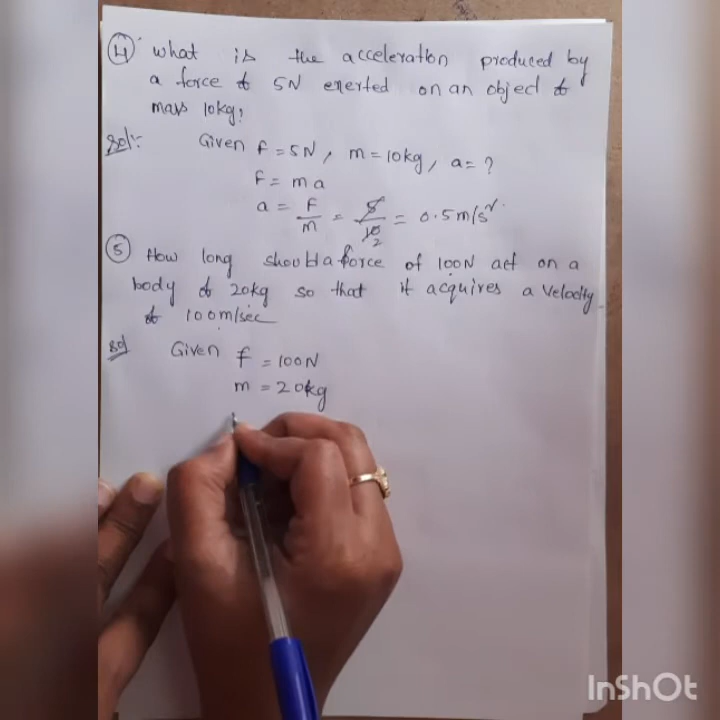 4) What is the acceleration produced by
a force of 5N exerted on an object of
mass 10kg?
Sol:- Given f = 5N, m = 10kg, a = ?
F = ma
a = F/m = 5/10 2 = 0.5 m/s²
5) How long should a force of 100N act on a
body of 20kg so that it acquires a velocity
of 100m/sec
Sol Given f = 100N
m = 20kg
InShOt